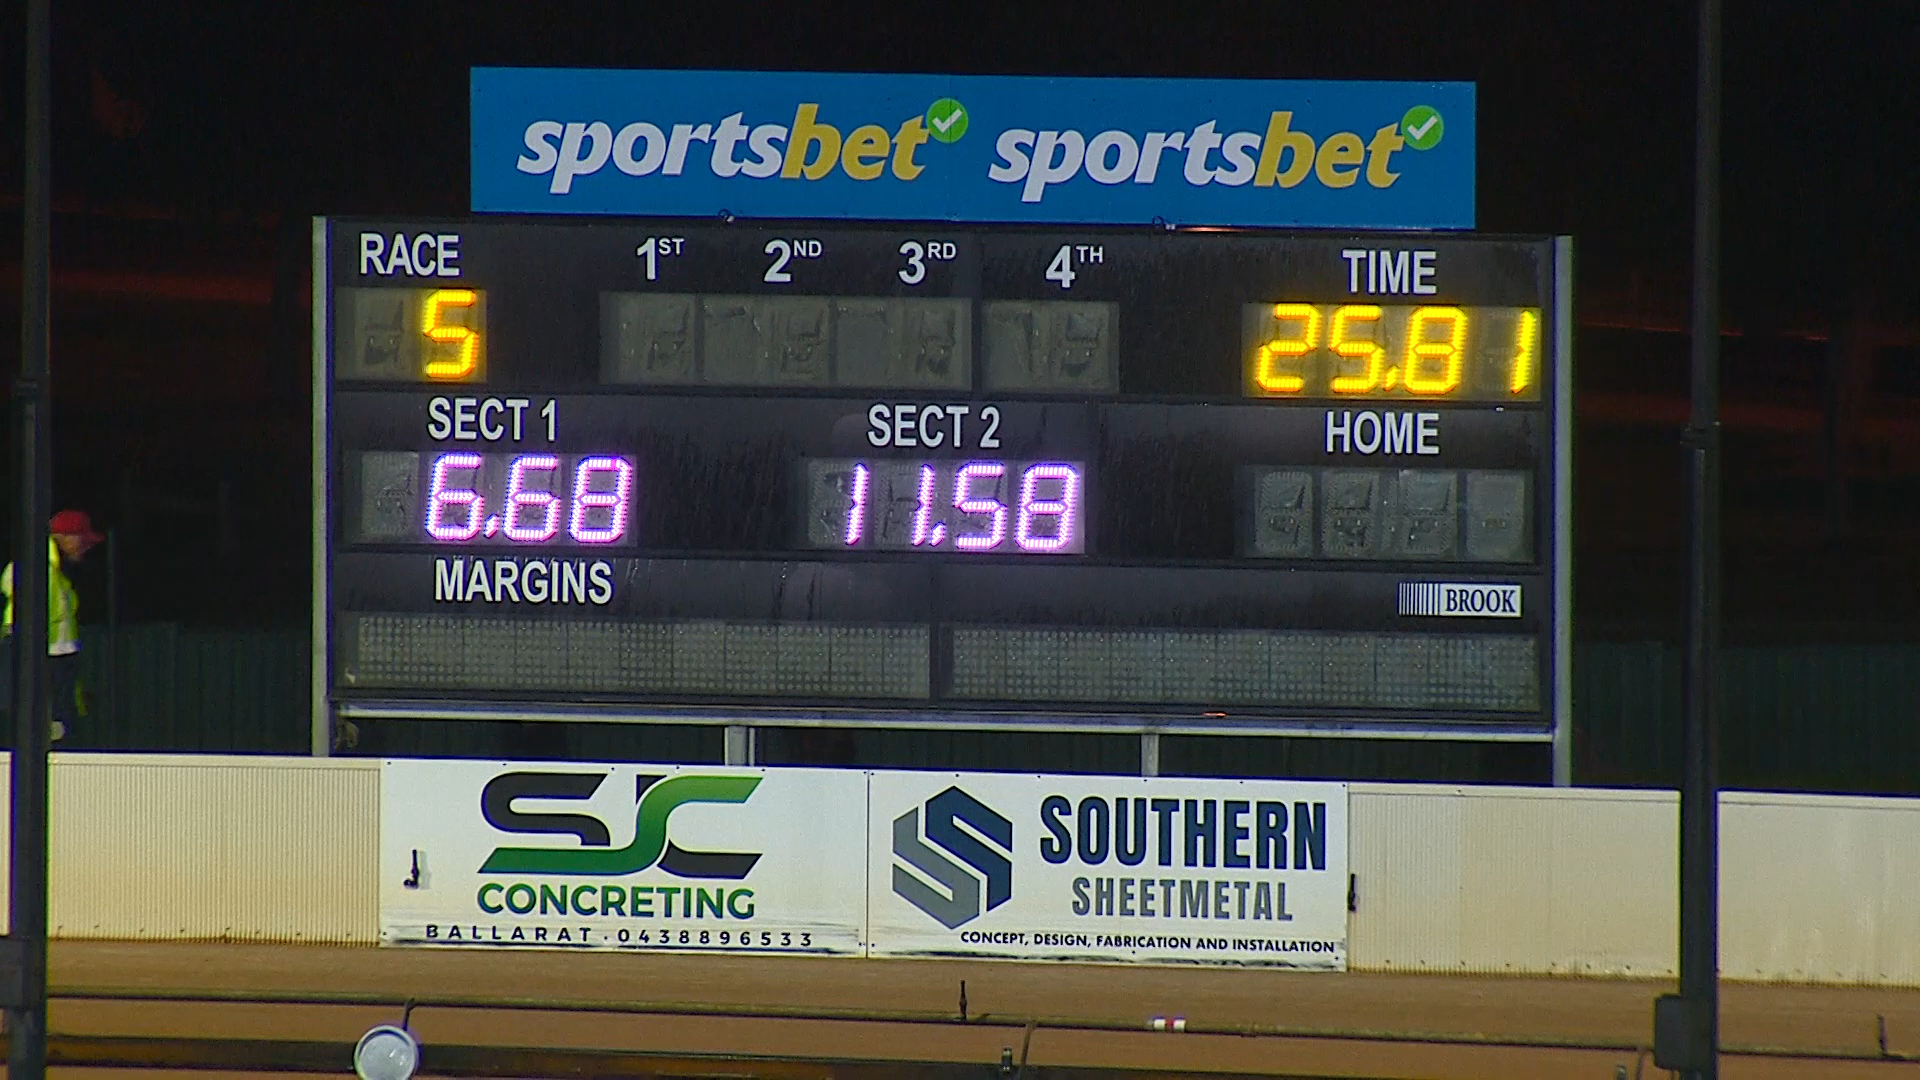 sportsbet sportsbet
RACE 1ST 2ND 3RD 4TH TIME
5 25.81
SECT 1 SECT 2 HOME
6.68 11.58
MARGINS
BROOK
SJC
CONCRETING
BALLARAT . 0438896533
SOUTHERN
SHEETMETAL
CONCEPT, DESIGN, FABRICATION AND INSTALLATION